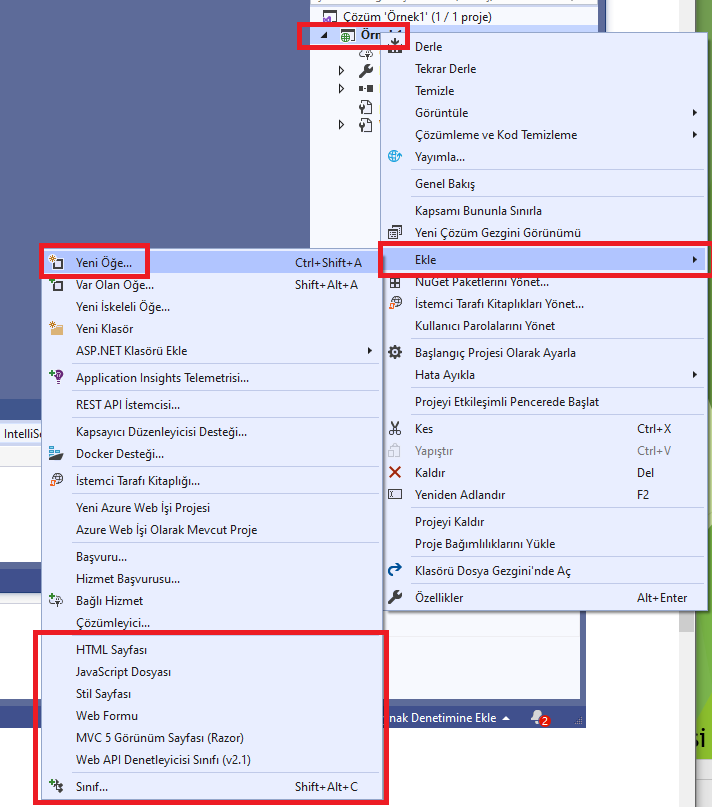 Çözüm 'Örnek1' (1 / 1 proje)
Derle
Tekrar Derle
Temizle
Görüntüle
Çözümleme ve Kod Temizleme
Yayımla...
Genel Bakış
Kapsamı Bununla Sınırla
Yeni Çözüm Gezgini Görünümü
Ekle
NuGet Paketlerini Yönet...
İstemci Tarafı Kitaplıkları Yönet...
Kullanıcı Parolalarını Yönet
Başlangıç Projesi Olarak Ayarla
Hata Ayıkla
Projeyi Etkileşimli Pencerede Başlat
Kes Ctrl+X
Yapıştır Ctrl+V
Kaldır Del
Yeniden Adlandır F2
Projeyi Kaldır
Proje Bağımlılıklarını Yükle
Klasörü Dosya Gezgini'nde Aç
Özellikler Alt+Enter
Yeni Öğe... Ctrl+Shift+A
Var Olan Öğe... Shift+Alt+A
Yeni İskeleli Öğe...
Yeni Klasör
ASP.NET Klasörü Ekle
Application Insights Telemetrisi...
REST API İstemcisi...
Kapsayıcı Düzenleyicisi Desteği...
Docker Desteği...
İstemci Tarafı Kitaplığı...
Yeni Azure Web İşi Projesi
Azure Web İşi Olarak Mevcut Proje
Başvuru...
Hizmet Başvurusu...
Bağlı Hizmet
Çözümleyici...
HTML Sayfası
JavaScript Dosyası
Stil Sayfası
Web Formu
MVC 5 Görünüm Sayfası (Razor)
Web API Denetleyicisi Sınıfı (v2.1)
Sınıf... Shift+Alt+C
Denetimine Ekle
2